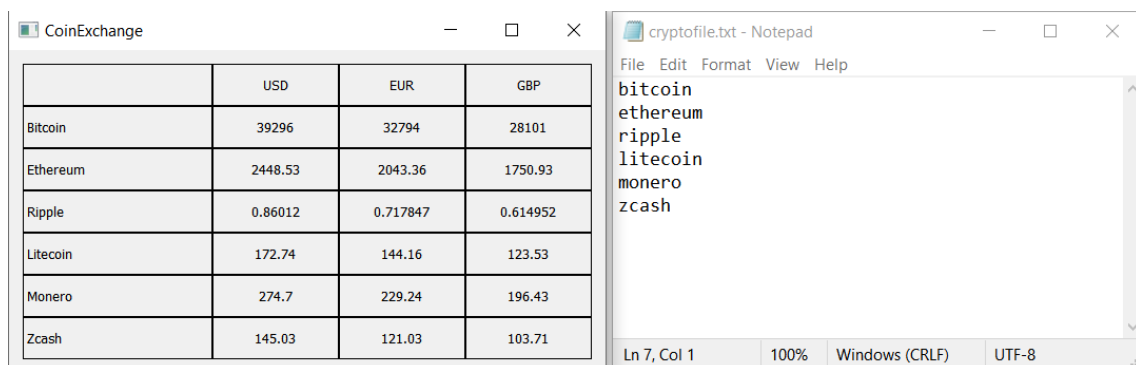 CoinExchange
USD EUR GBP
Bitcoin 39296 32794 28101
Ethereum 2448.53 2043.36 1750.93
Ripple 0.86012 0.717847 0.614952
Litecoin 172.74 144.16 123.53
Monero 274.7 229.24 196.43
Zcash 145.03 121.03 103.71
cryptofile.txt - Notepad
File Edit Format View Help
bitcoin
ethereum
ripple
litecoin
monero
zcash
Ln 7, Col 1 100% Windows (CRLF) UTF-8